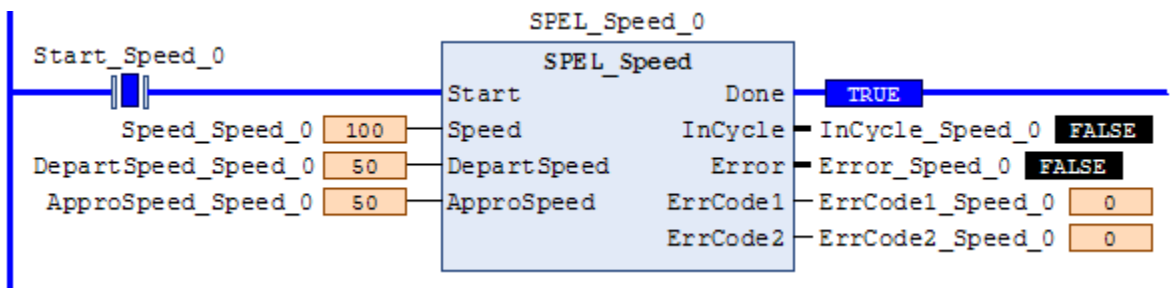 SPEL_Speed_0
Start_Speed_0
SPEL_Speed
Start Done TRUE
Speed_Speed_0 100 Speed InCycle InCycle_Speed_0 FALSE
DepartSpeed_Speed_0 50 DepartSpeed Error Error_Speed_0 FALSE
ApproSpeed_Speed_0 50 ApproSpeed ErrCode1 ErrCode1_Speed_0 0
ErrCode2 ErrCode2_Speed_0 0